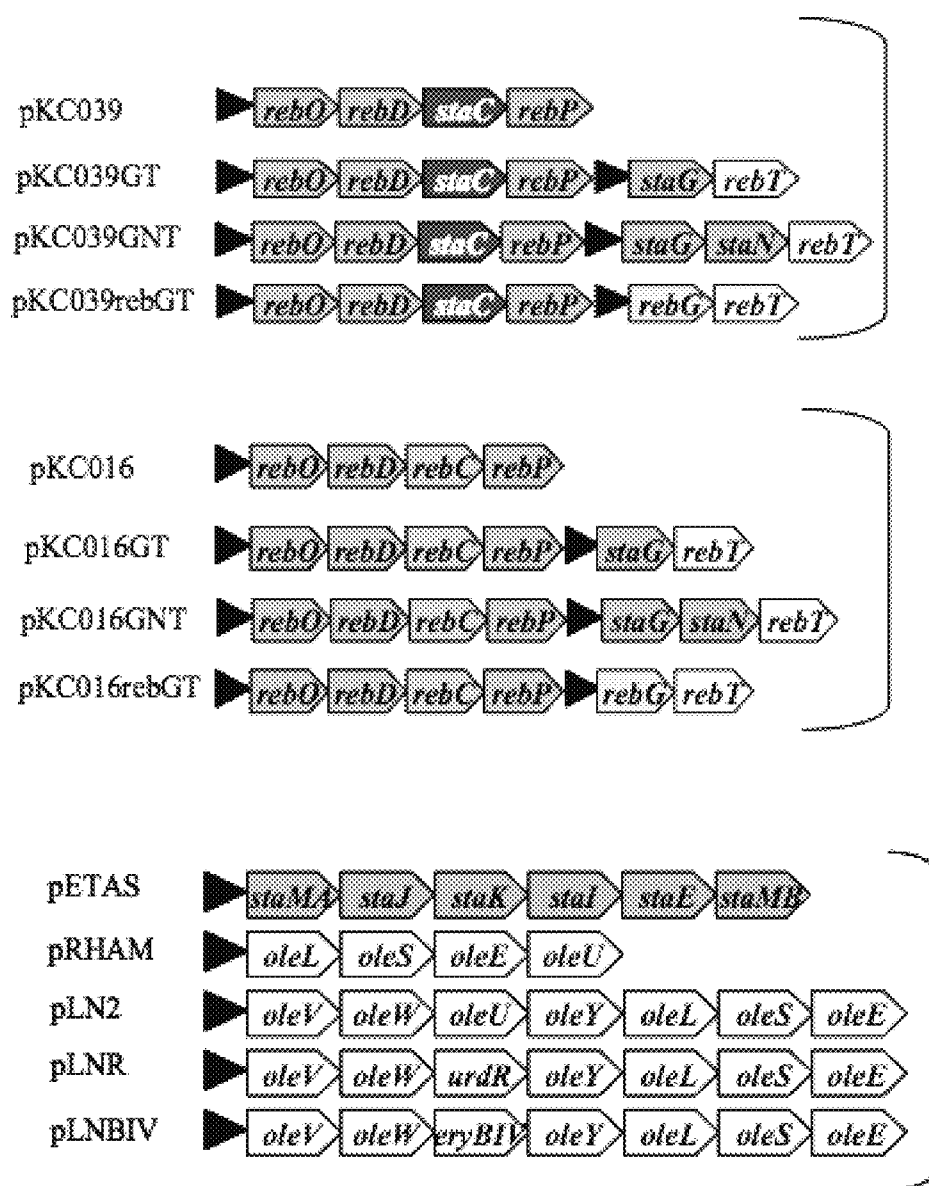 pKC039 rebO rebD staC rebP
pKC039GT rebO rebD staC rebP staG rebT
pKC039GNT rebO rebD staC rebP staG staN rebT
pKC039rebGT rebO rebD staC rebP rebG rebT
pKC016 rebO rebD rebC rebP
pKC016GT rebO rebD rebC rebP staG rebT
pKC016GNT rebO rebD rebC rebP staG staN rebT
pKC016rebGT rebO rebD rebC rebP rebG rebT
pETAS staMA staJ staK staI staE staMB
pRHAM oleL oleS oleE oleU
pLN2 oleV oleW oleU oleY oleL oleS oleE
pLNR oleV oleW urdR oleY oleL oleS oleE
pLNBIV oleV oleW eryBIV oleY oleL oleS oleE